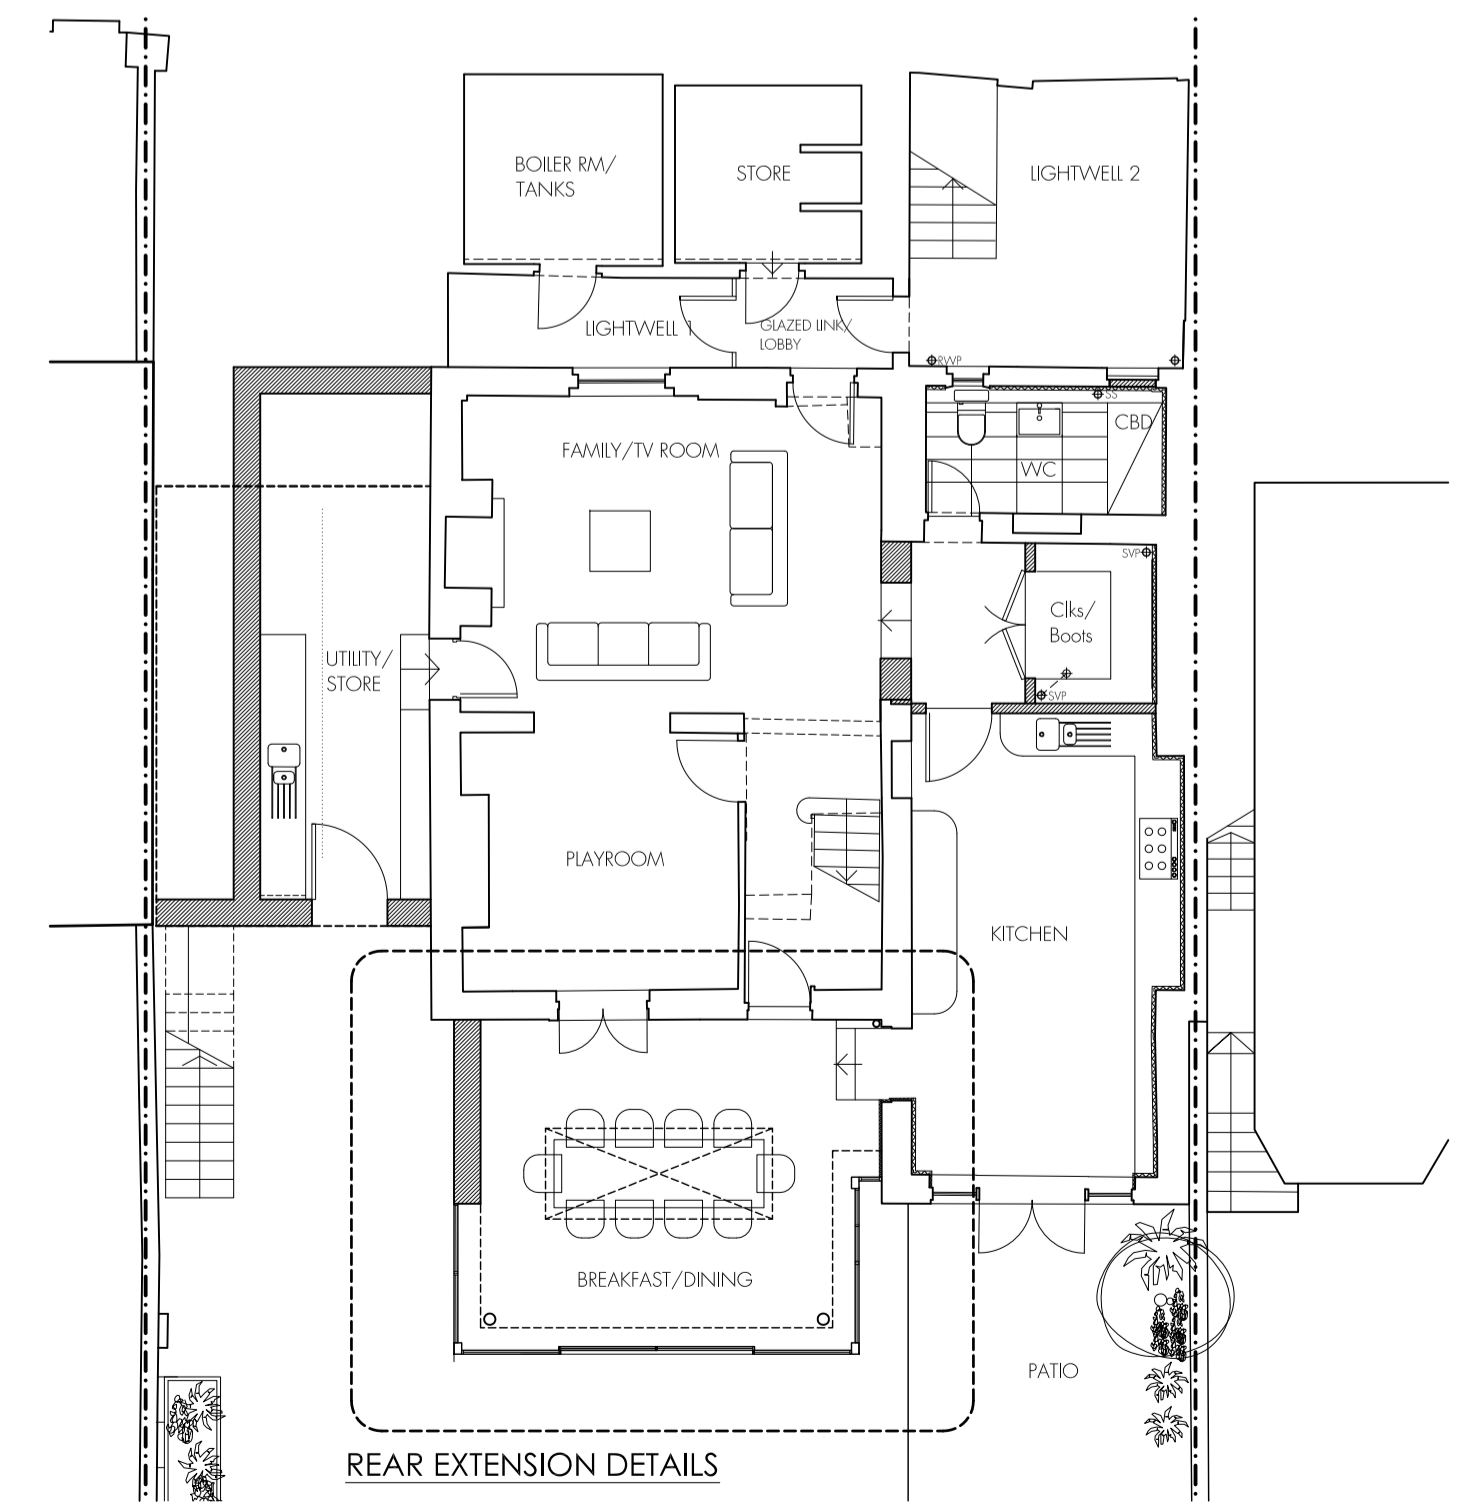 BOILER RM/
TANKS
STORE
LIGHTWELL 2
LIGHTWELL 1
GLAZED LINK/
LOBBY
RWP
SS
CBD
FAMILY/TV ROOM
WC
SVP
Clks/
Boots
UTILITY/
STORE
SVP
PLAYROOM
KITCHEN
BREAKFAST/DINING
PATIO
REAR EXTENSION DETAILS